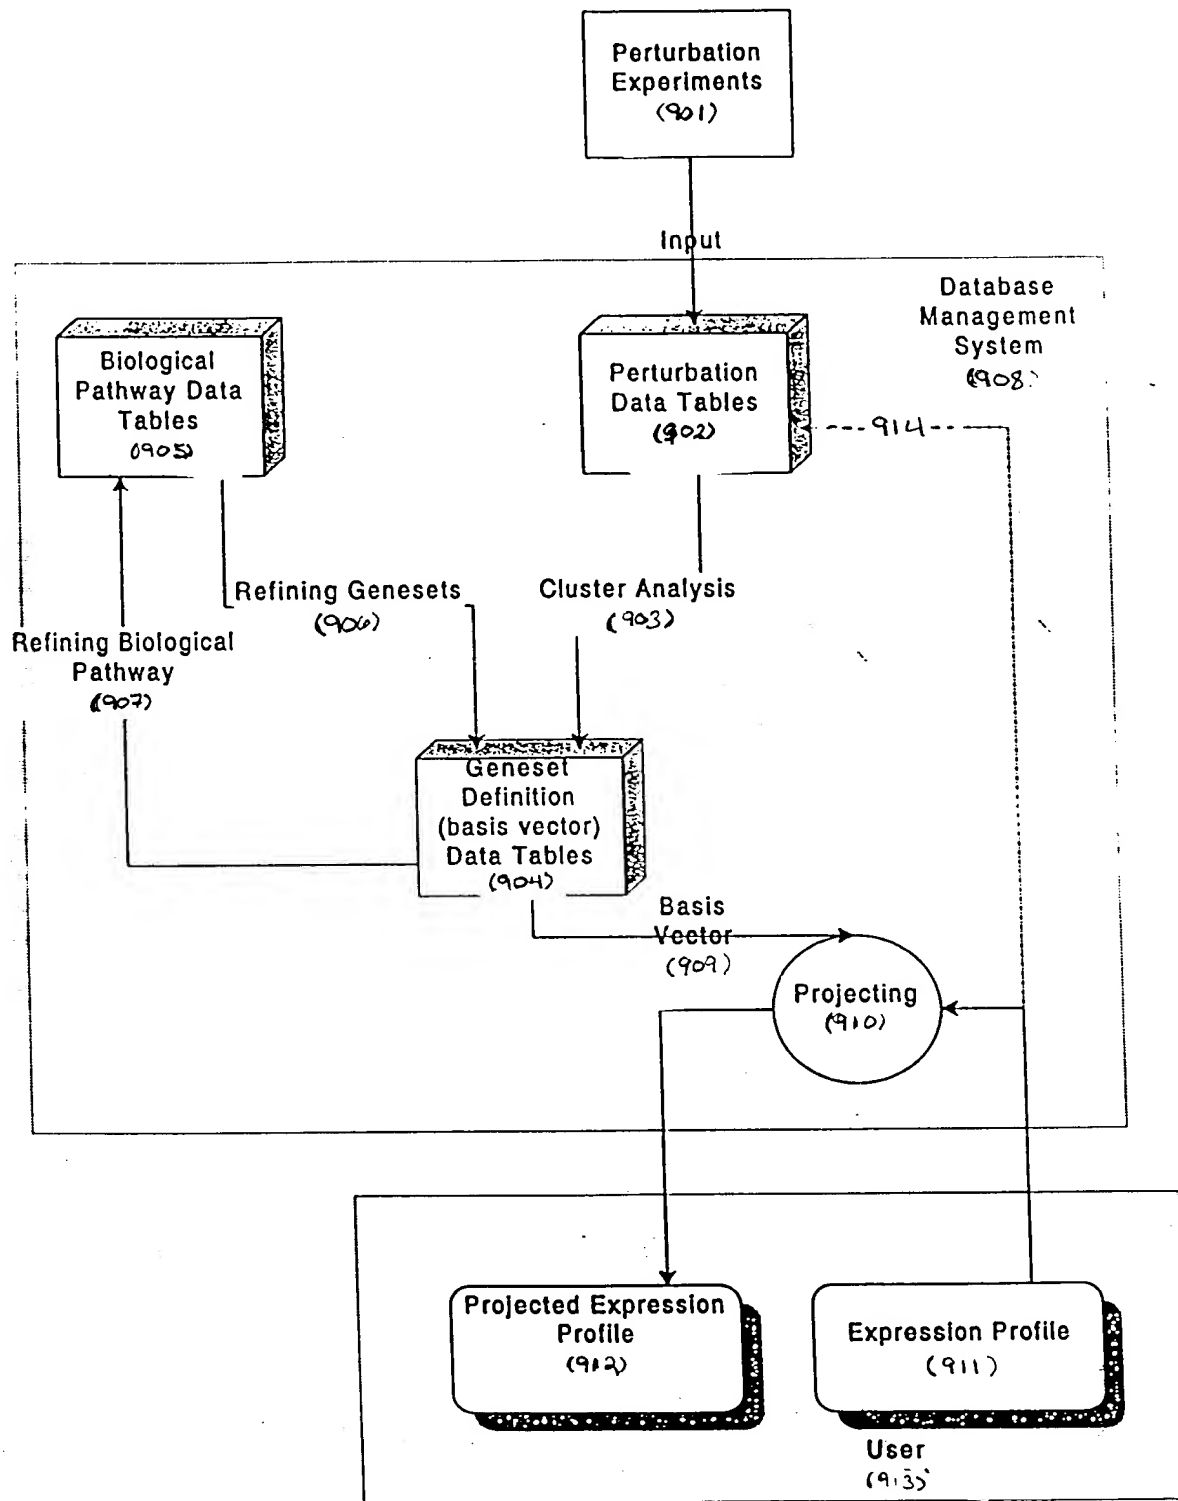 Perturbation
Experiments
(901)
Input
Database
Management
System
(908)
Biological
Pathway Data
Tables
(905)
Perturbation
Data Tables
(902)
914
Refining Genesets
(906)
Cluster Analysis
(903)
Refining Biological
Pathway
(907)
Geneset
Definition
(basis vector)
Data Tables
(904)
Basis
Vector
(909)
Projecting
(910)
Projected Expression
Profile
(912)
Expression Profile
(911)
User
(913)